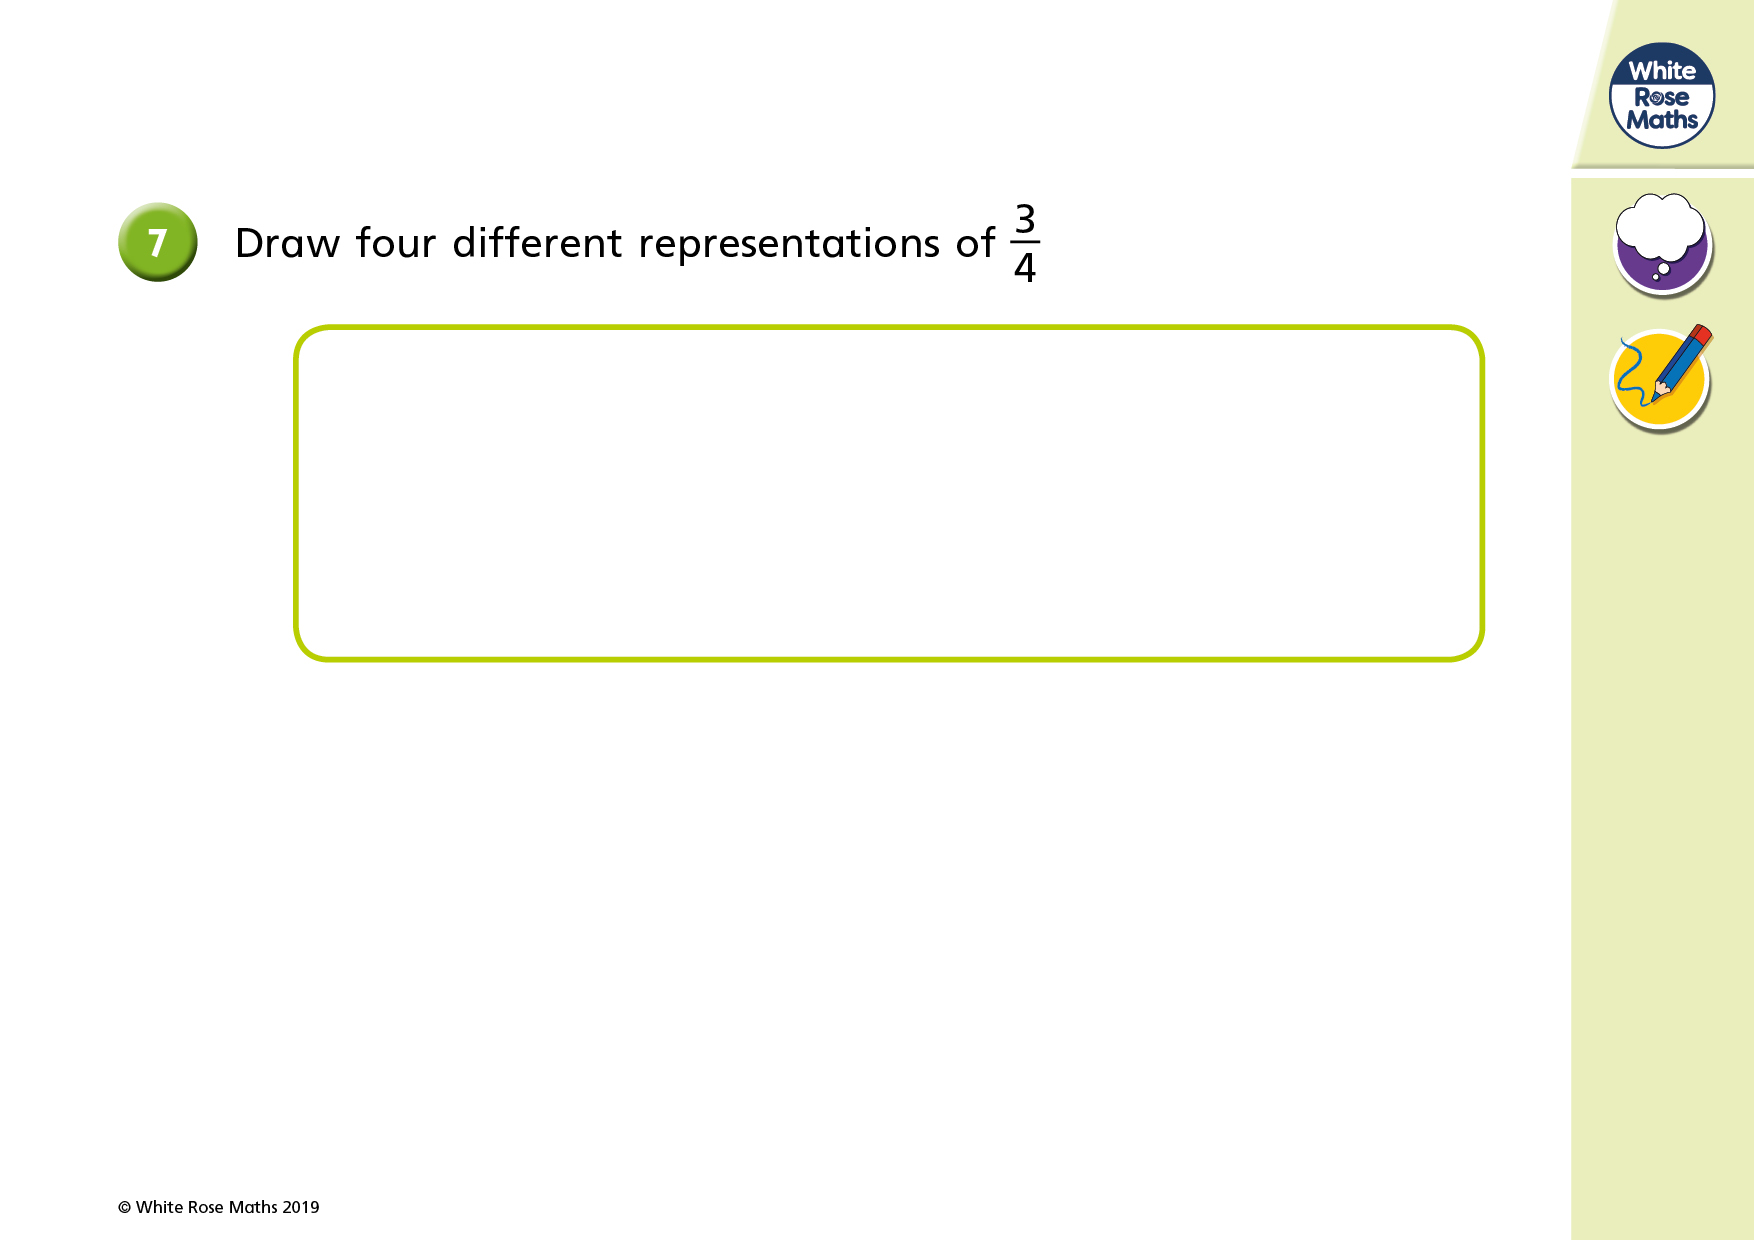 White
Rose
Maths
7 Draw four different representations of 3/4
© White Rose Maths 2019